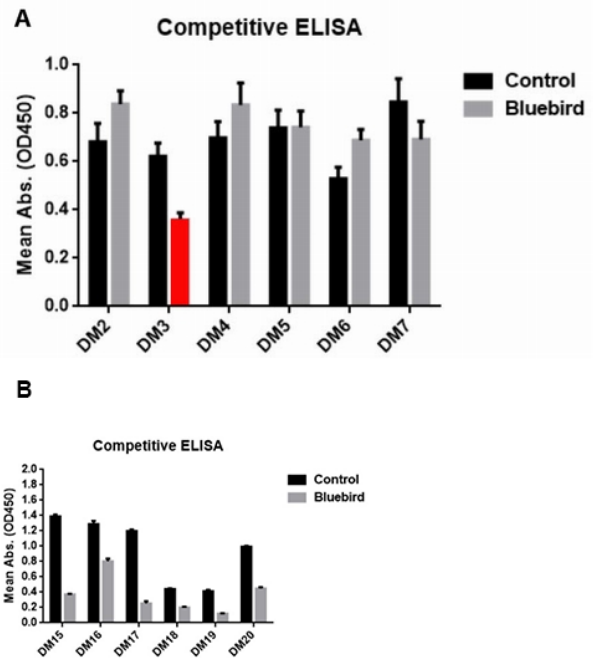 A
Competitive ELISA
Control
Bluebird
Mean Abs. (OD450)
1.0
0.8
0.6
0.4
0.2
0.0
DM2 DM3 DM4 DM5 DM6 DM7
B
Competitive ELISA
Control
Bluebird
Mean Abs. (OD450)
2.0
1.8
1.6
1.4
1.2
1.0
0.8
0.6
0.4
0.2
0.0
DM15 DM16 DM17 DM18 DM19 DM20